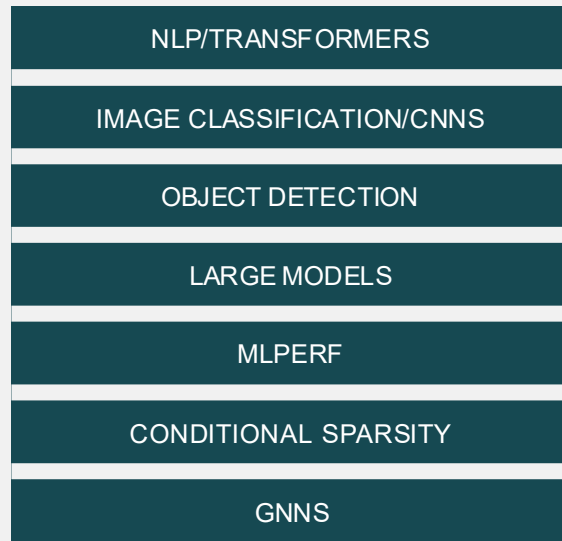 NLP/TRANSFORMERS
IMAGE CLASSIFICATION/CNNS
OBJECT DETECTION
LARGE MODELS
MLPERF
CONDITIONAL SPARSITY
GNNS